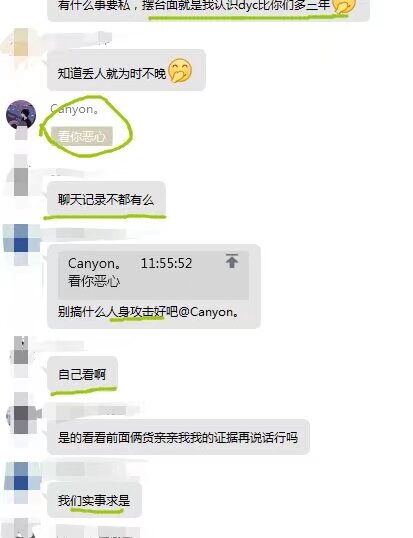 有什么事要私，摆台面就是我认识dyc比你们多三年
知道丢人就为时不晚
Canyon。
看你恶心
聊天记录不都有么
Canyon。 11:55:52
看你恶心
别搞什么人身攻击好吧@Canyon。
自己看啊
是的看看前面俩货亲亲我我的证据再说话行吗
我们实事求是